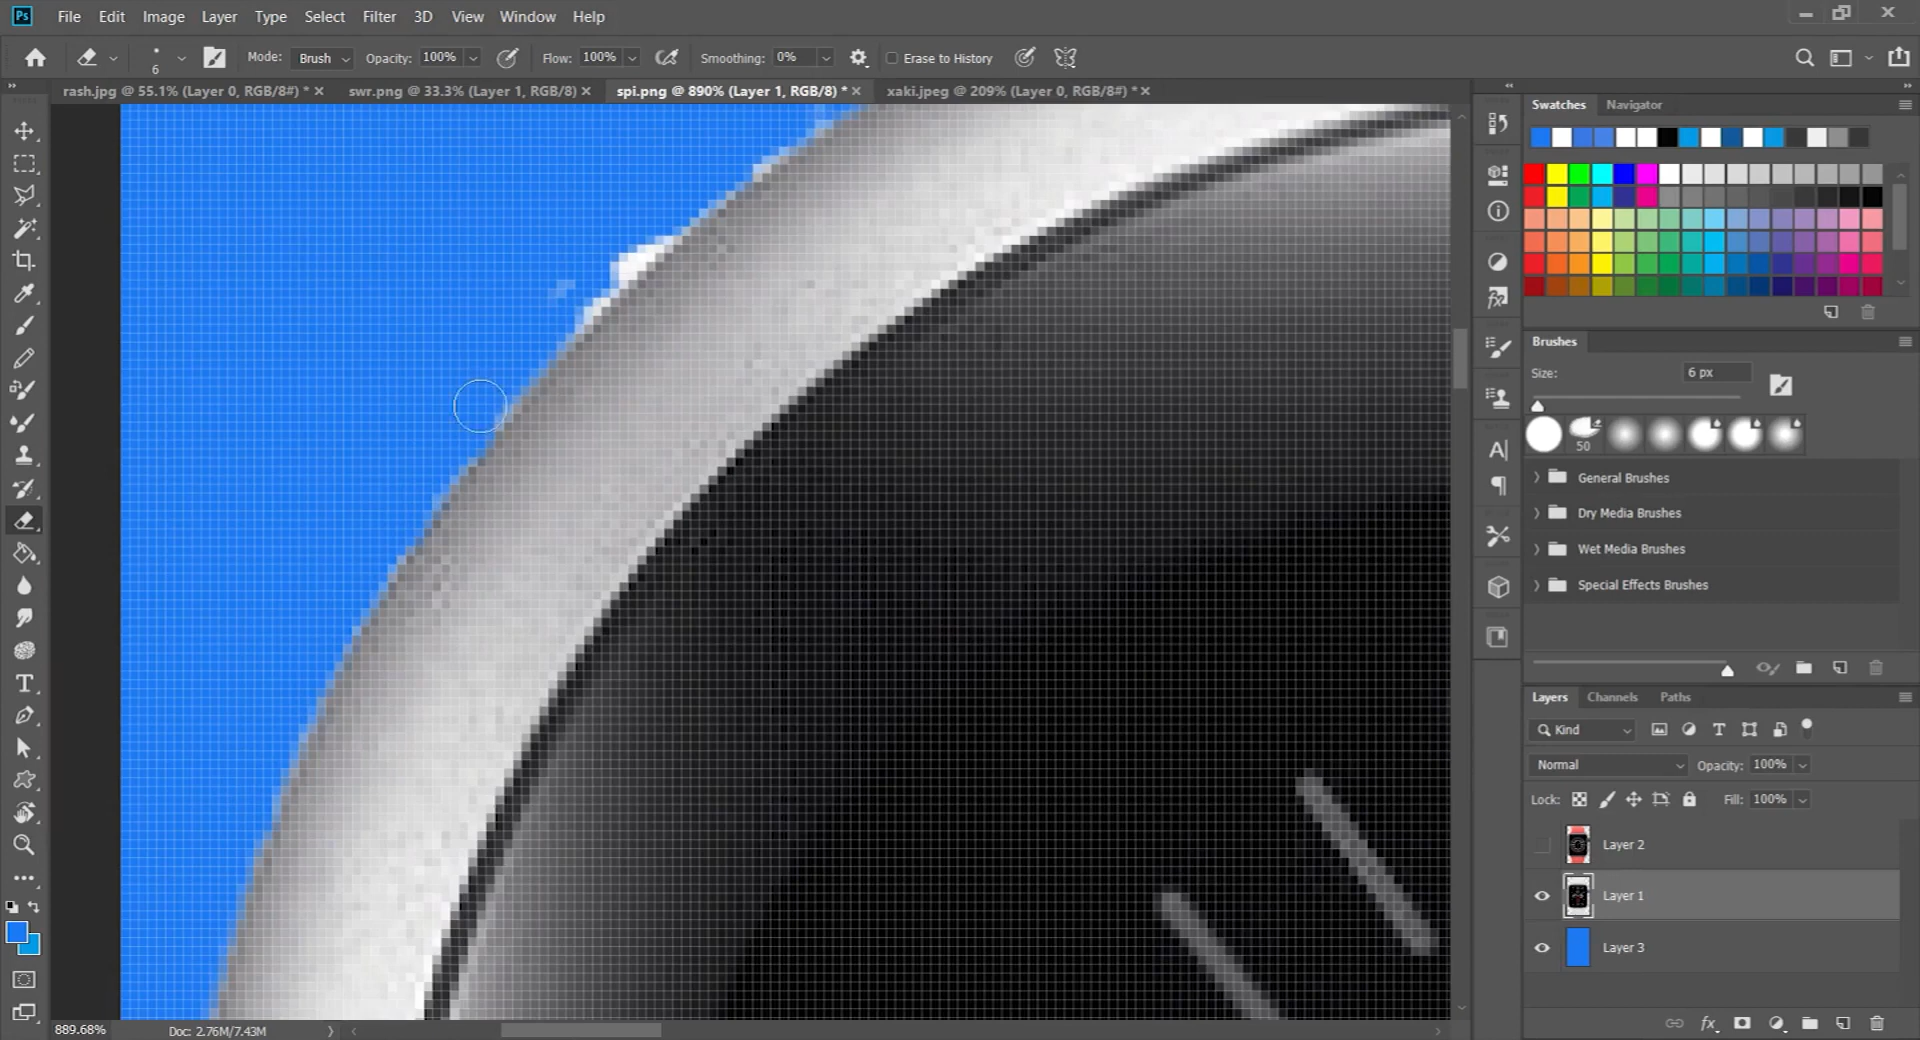 Ps File Edit Image Layer Type Select Filter 3D View Window Help
6 Mode: Brush Opacity: 100% Flow: 100% Smoothing: 0% Erase to History
rash.jpg @ 55.1% (Layer 0, RGB/8#) * × swr.png @ 33.3% (Layer 1, RGB/8) × spi.png @ 890% (Layer 1, RGB/8) * × xaki.jpeg @ 209% (Layer 0, RGB/8#) * ×
Swatches Navigator
Brushes
Size: 6 px
50
General Brushes
Dry Media Brushes
Wet Media Brushes
Special Effects Brushes
Layers Channels Paths
Kind
Normal Opacity: 100%
Lock: Fill: 100%
Layer 2
Layer 1
Layer 3
fx
889.68% Doc: 2.76M/7.43M